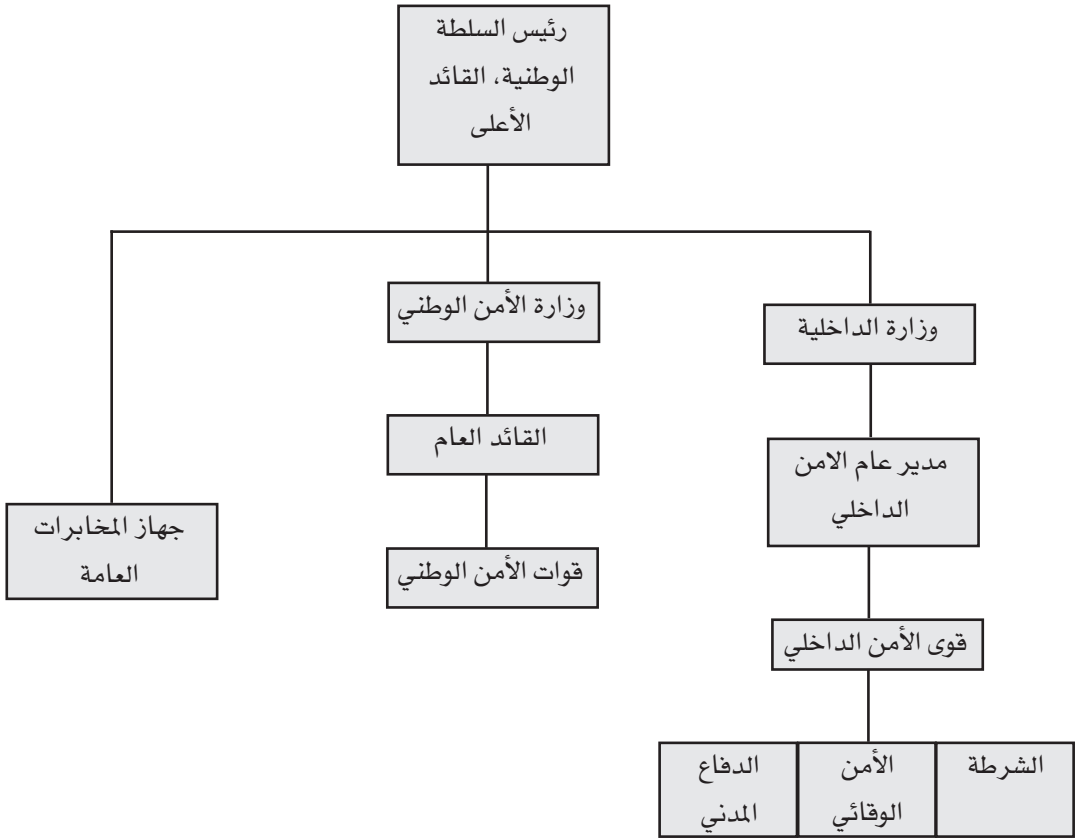 رئيس السلطة
الوطنية، القائد
الأعلى
وزارة الداخلية
وزارة الأمن الوطني
مدير عام الامن
الداخلي
القائد العام
جهاز المخابرات
العامة
قوات الأمن الوطني
قوى الأمن الداخلي
الشرطة
الأمن
الوقائي
الدفاع
المدني